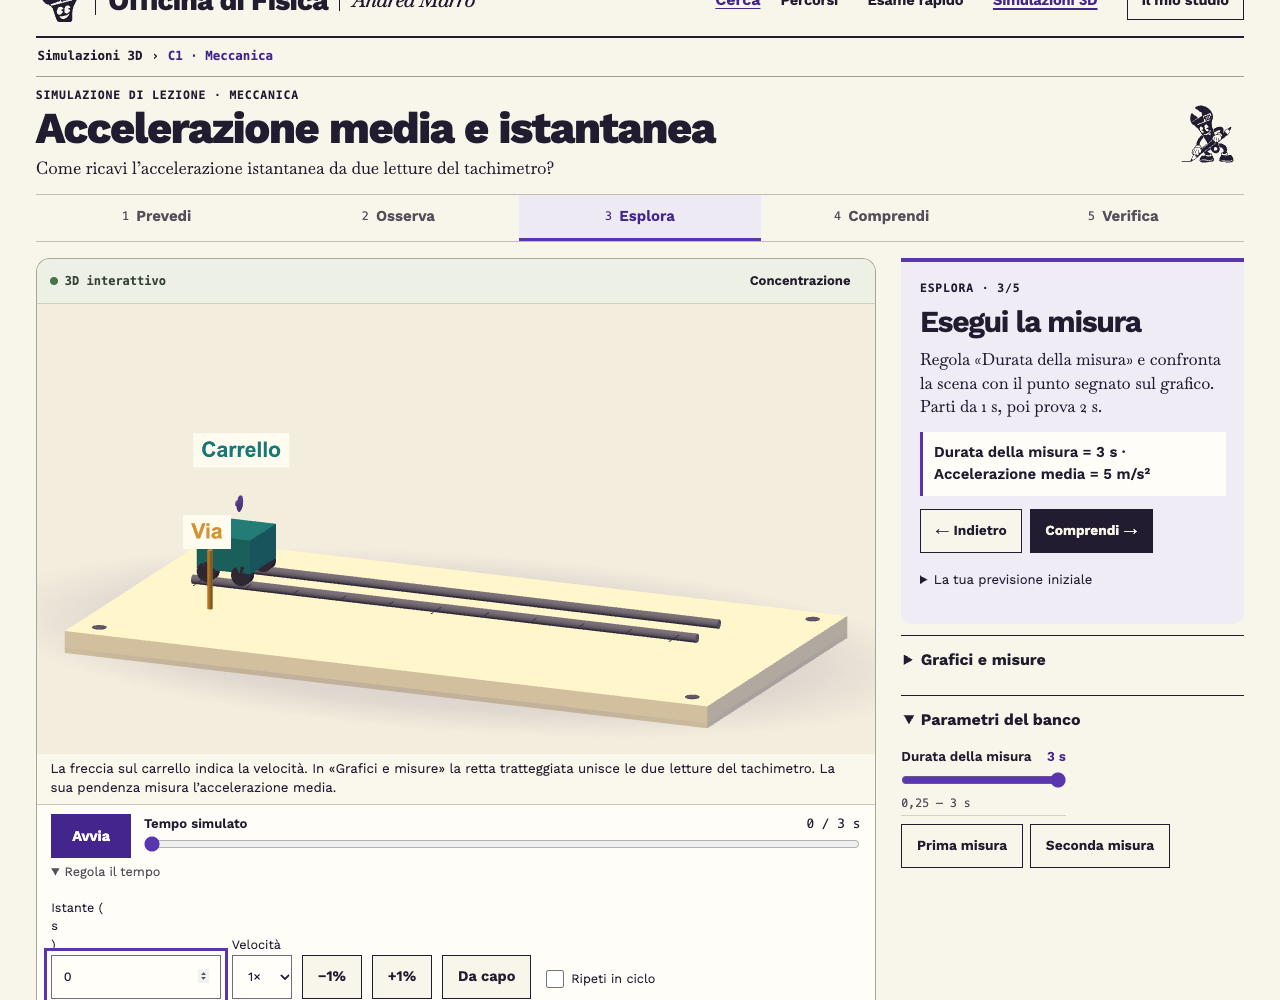 Officina di Fisica
Andrea Marro
Cerca
Percorsi
Esame rapido
Simulazioni 3D
Il mio studio
Simulazioni 3D › C1 · Meccanica
SIMULAZIONE DI LEZIONE · MECCANICA
Accelerazione media e istantanea
Come ricavi l’accelerazione istantanea da due letture del tachimetro?
1 Prevedi
2 Osserva
3 Esplora
4 Comprendi
5 Verifica
3D interattivo
Concentrazione
Carrello
Via
La freccia sul carrello indica la velocità. In «Grafici e misure» la retta tratteggiata unisce le due letture del tachimetro. La
sua pendenza misura l’accelerazione media.
Avvia
Tempo simulato
0 / 3 s
▼ Regola il tempo
Istante (
s
)
0
Velocità
1×
−1%
+1%
Da capo
Ripeti in ciclo
ESPLORA · 3/5
Esegui la misura
Regola «Durata della misura» e confronta
la scena con il punto segnato sul grafico.
Parti da 1 s, poi prova 2 s.
Durata della misura = 3 s ·
Accelerazione media = 5 m/s²
← Indietro
Comprendi →
▶ La tua previsione iniziale
▶ Grafici e misure
▼ Parametri del banco
Durata della misura 3 s
0,25 — 3 s
Prima misura
Seconda misura